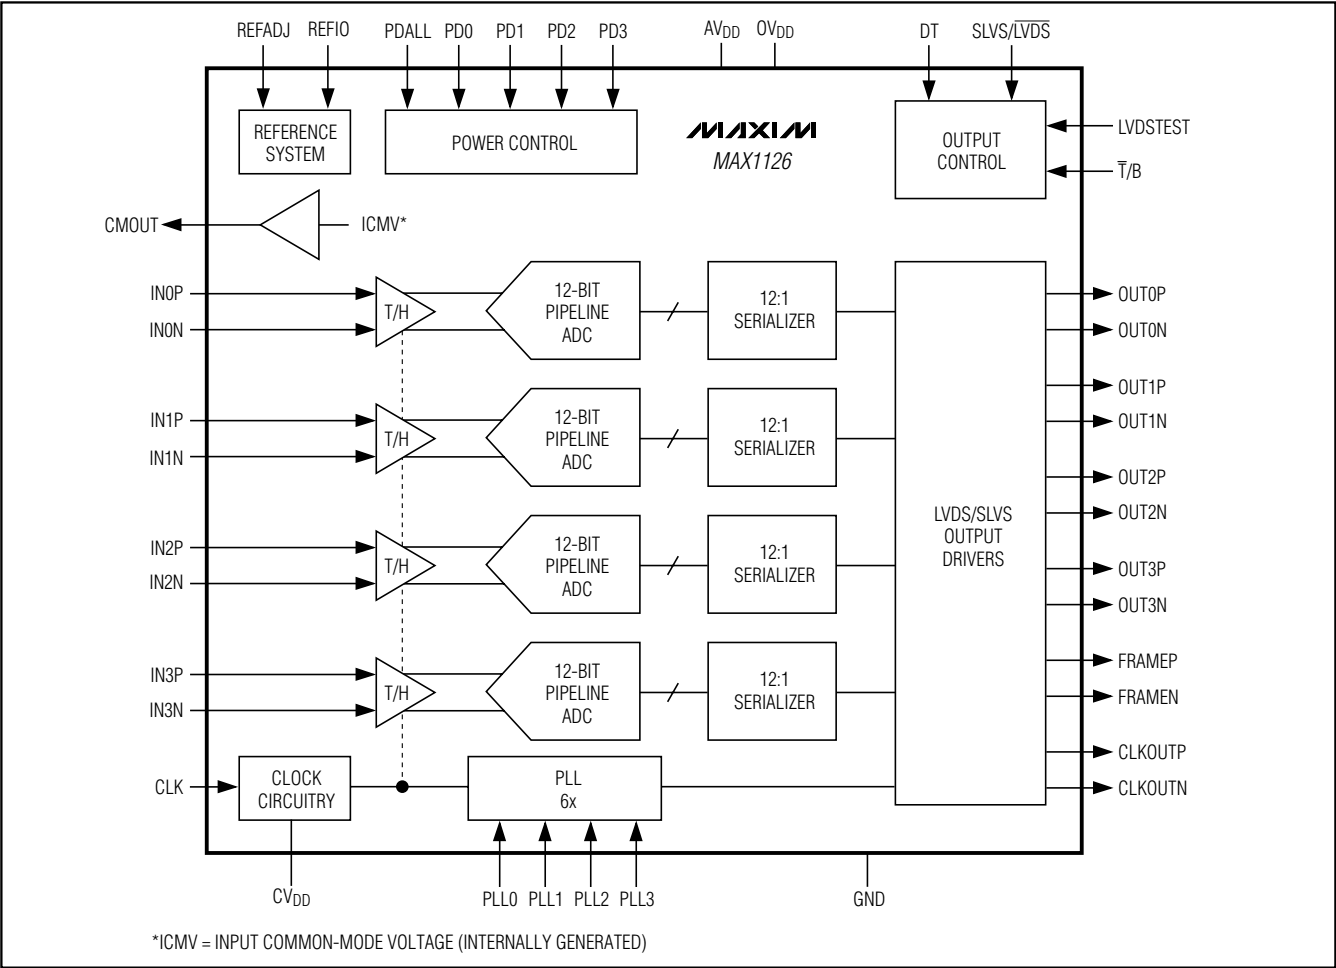 REFADJ REFIO PDALL PD0 PD1 PD2 PD3 AVDD OVDD DT SLVS/L̅V̅D̅S̅
REFERENCE
SYSTEM
POWER CONTROL
MAXIM
MAX1126
OUTPUT
CONTROL
LVDSTEST
T̅/B
CMOUT
ICMV*
IN0P
IN0N
T/H
12-BIT
PIPELINE
ADC
12:1
SERIALIZER
OUT0P
OUT0N
IN1P
IN1N
T/H
12-BIT
PIPELINE
ADC
12:1
SERIALIZER
OUT1P
OUT1N
IN2P
IN2N
T/H
12-BIT
PIPELINE
ADC
12:1
SERIALIZER
LVDS/SLVS
OUTPUT
DRIVERS
OUT2P
OUT2N
OUT3P
OUT3N
IN3P
IN3N
T/H
12-BIT
PIPELINE
ADC
12:1
SERIALIZER
FRAMEP
FRAMEN
CLK
CLOCK
CIRCUITRY
PLL
6x
CLKOUTP
CLKOUTN
CVDD
PLL0 PLL1 PLL2 PLL3
GND
*ICMV = INPUT COMMON-MODE VOLTAGE (INTERNALLY GENERATED)